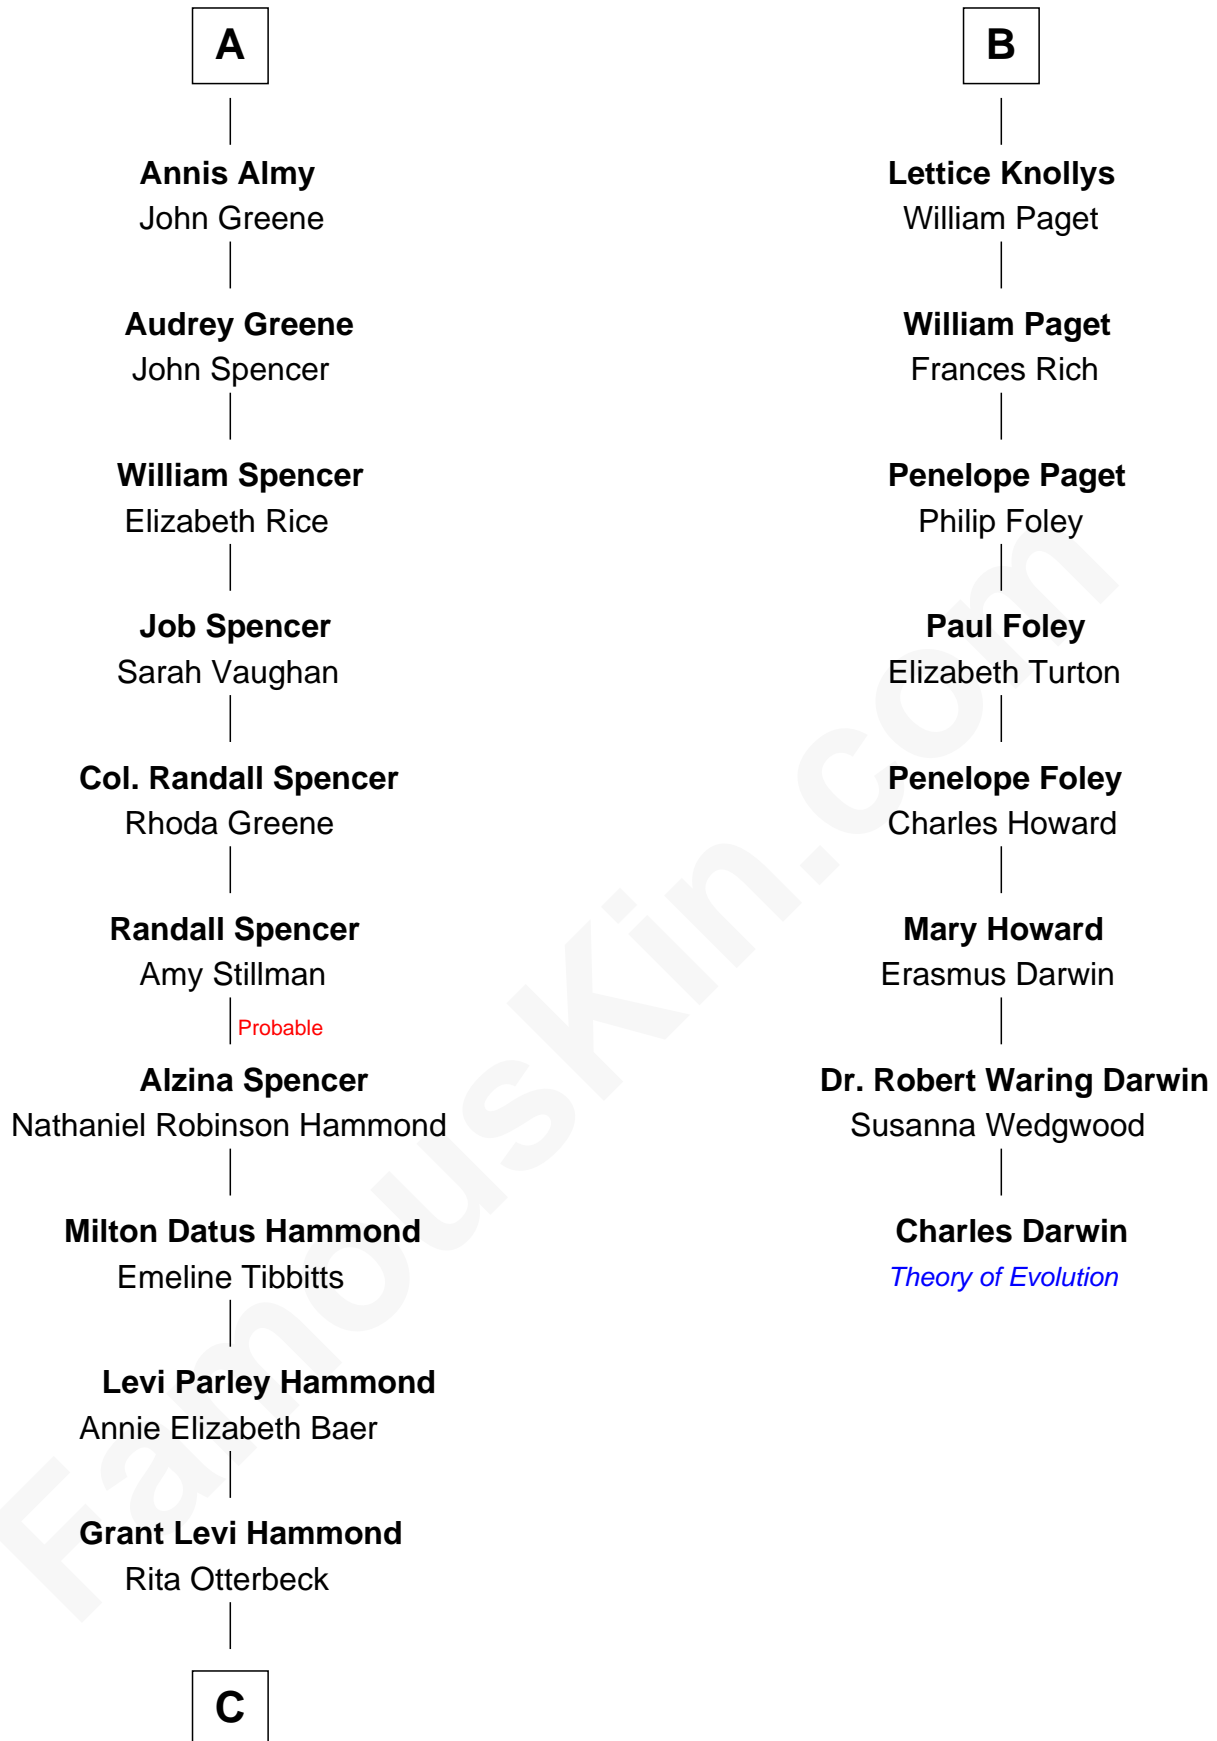 A
Annis Almy
John Greene
Audrey Greene
John Spencer
William Spencer
Elizabeth Rice
Job Spencer
Sarah Vaughan
Col. Randall Spencer
Rhoda Greene
Randall Spencer
Amy Stillman
Probable
Alzina Spencer
Nathaniel Robinson Hammond
Milton Datus Hammond
Emeline Tibbitts
Levi Parley Hammond
Annie Elizabeth Baer
Grant Levi Hammond
Rita Otterbeck
C
B
Lettice Knollys
William Paget
William Paget
Frances Rich
Penelope Paget
Philip Foley
Paul Foley
Elizabeth Turton
Penelope Foley
Charles Howard
Mary Howard
Erasmus Darwin
Dr. Robert Waring Darwin
Susanna Wedgwood
Charles Darwin
Theory of Evolution
FamousKin.com